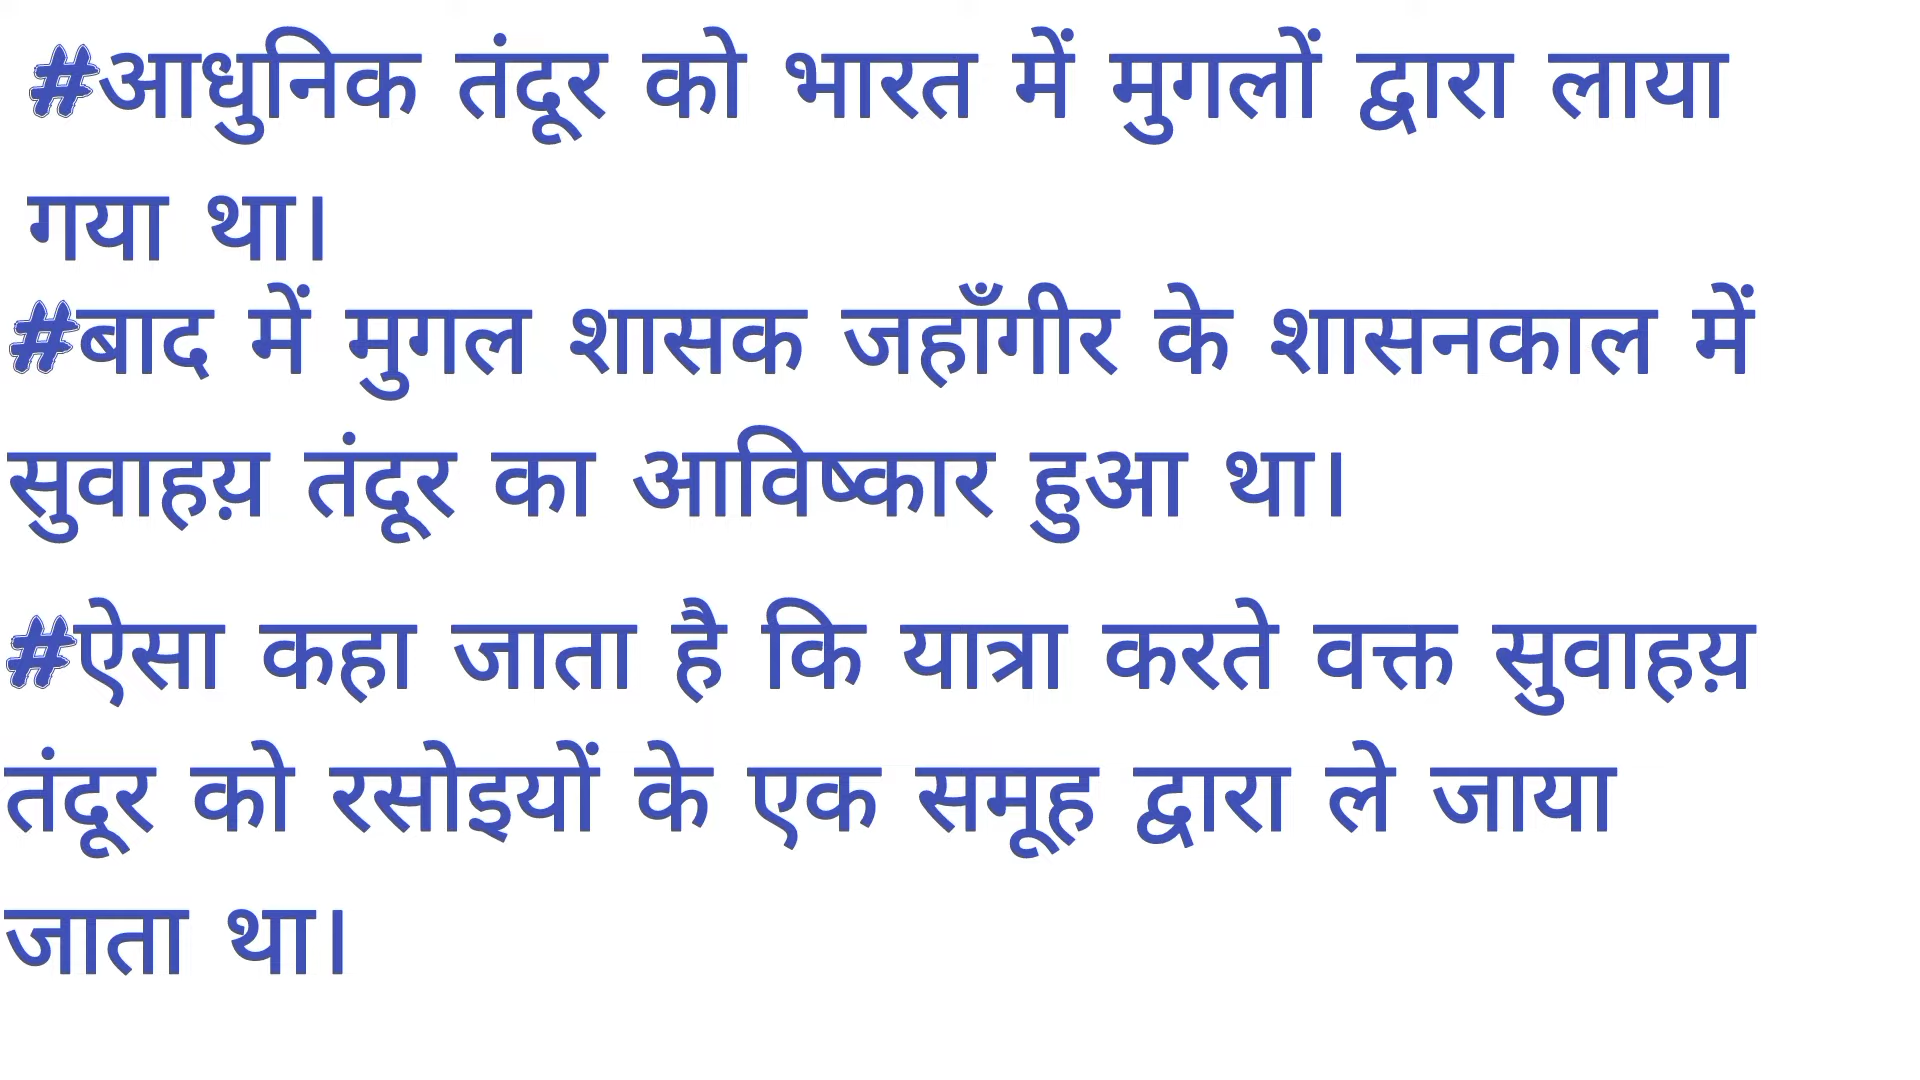 #आधुनिक तंदूर को भारत में मुगलों द्वारा लाया
गया था।
#बाद में मुगल शासक जहाँगीर के शासनकाल में
सुवाहय़ तंदूर का आविष्कार हुआ था।
#ऐसा कहा जाता है कि यात्रा करते वक्त सुवाहय़
तंदूर को रसोइयों के एक समूह द्वारा ले जाया
जाता था।